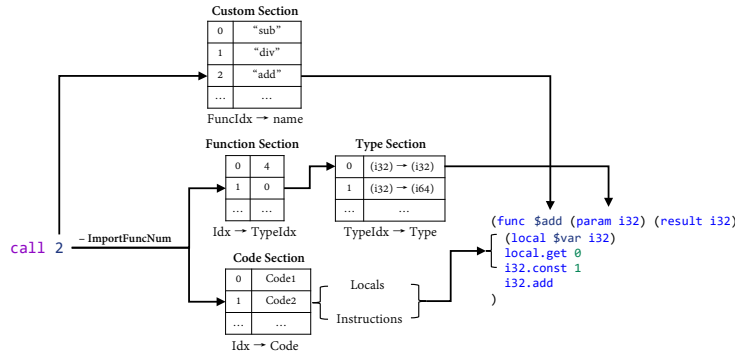 Custom Section
0 "sub"
1 "div"
2 "add"
... ...
FuncIdx → name
Function Section
0 4
1 0
... ...
Idx → TypeIdx
Type Section
0 (i32) → (i32)
1 (i32) → (i64)
... ...
TypeIdx → Type
call 2
– ImportFuncNum
Code Section
0 Code1
1 Code2
... ...
Idx → Code
Locals
Instructions
(func $add (param i32) (result i32)
(local $var i32)
local.get 0
i32.const 1
i32.add
)